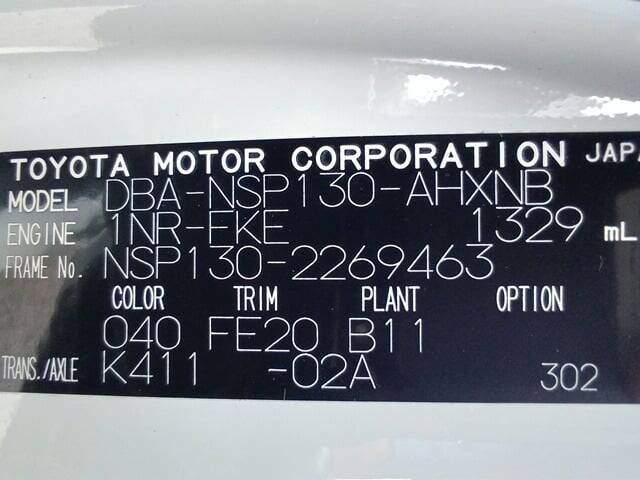 TOYOTA MOTOR CORPORATION JAPA
MODEL DBA-NSP130-AHXNB
ENGINE 1NR-FKE 1329 mL
FRAME No. NSP130-2269463
COLOR TRIM PLANT OPTION
040 FE20 B11
TRANS./AXLE K411 -02A 302